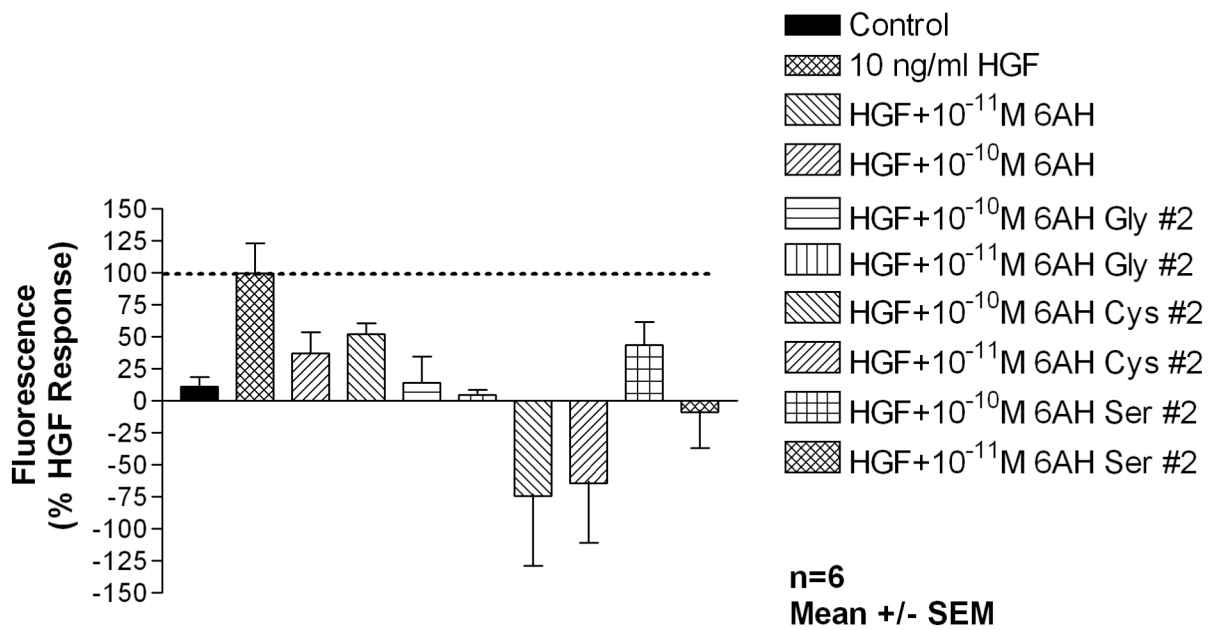 Control
10 ng/ml HGF
HGF+10⁻¹¹M 6AH
HGF+10⁻¹⁰M 6AH
HGF+10⁻¹⁰M 6AH Gly #2
HGF+10⁻¹¹M 6AH Gly #2
HGF+10⁻¹⁰M 6AH Cys #2
HGF+10⁻¹¹M 6AH Cys #2
HGF+10⁻¹⁰M 6AH Ser #2
HGF+10⁻¹¹M 6AH Ser #2
Fluorescence
(% HGF Response)
150
125
100
75
50
25
0
-25
-50
-75
-100
-125
-150
n=6
Mean +/- SEM